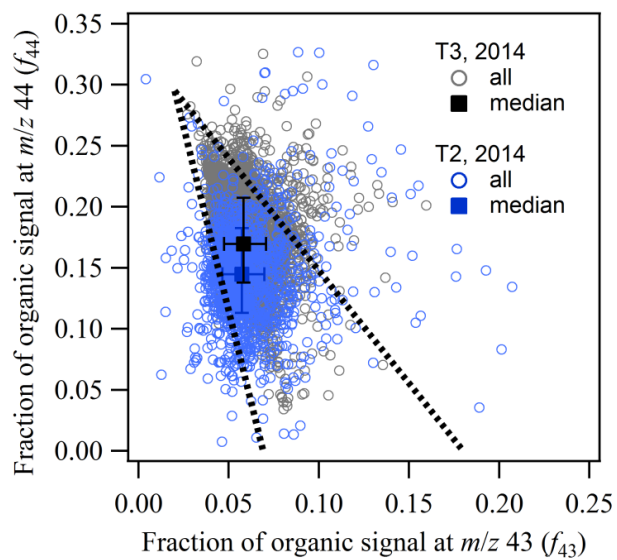 Fraction of organic signal at m/z 44 (f44)
0.35
0.30
0.25
0.20
0.15
0.10
0.05
0.00
T3, 2014
all
median
T2, 2014
all
median
0.00 0.05 0.10 0.15 0.20 0.25
Fraction of organic signal at m/z 43 (f43)